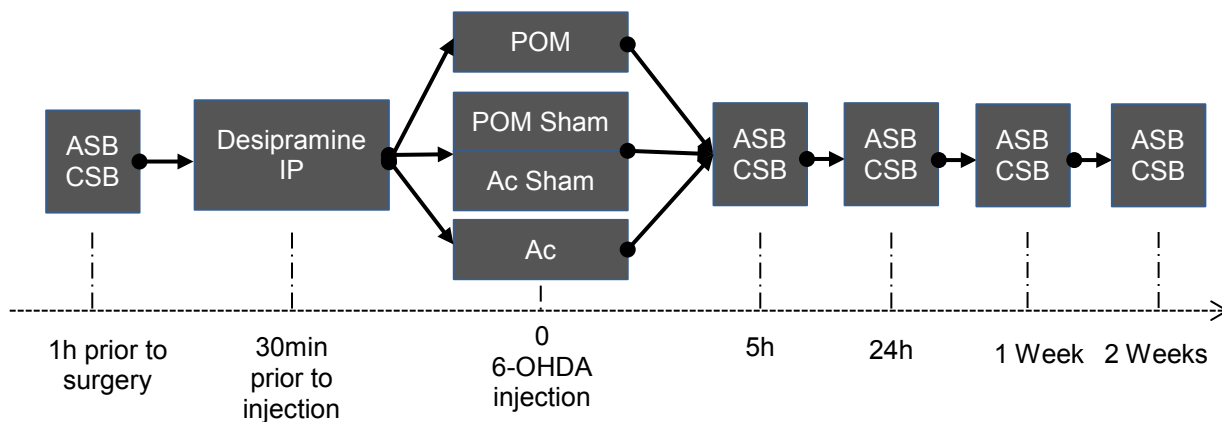 ASB
CSB
Desipramine
IP
POM
POM Sham
Ac Sham
Ac
ASB
CSB
ASB
CSB
ASB
CSB
ASB
CSB
1h prior to
surgery
30min
prior to
injection
0
6-OHDA
injection
5h
24h
1 Week
2 Weeks